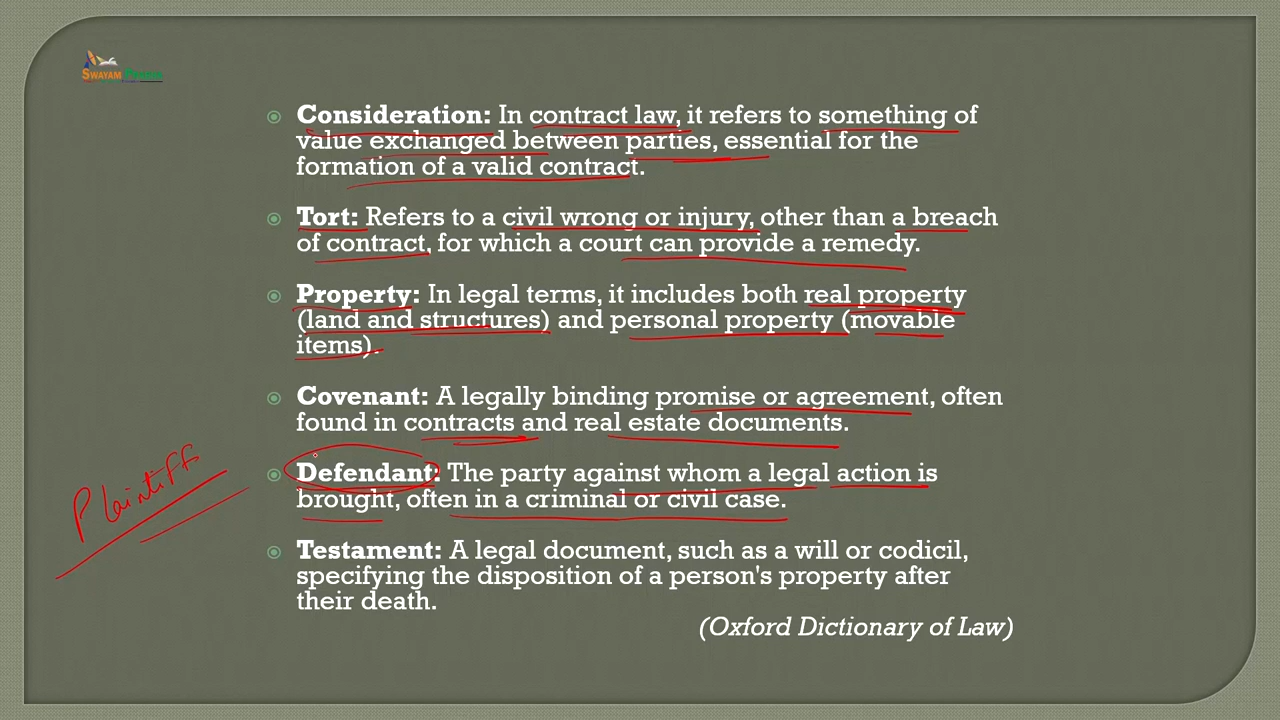 SWAYAM PRABHA
Consideration: In contract law, it refers to something of
value exchanged between parties, essential for the
formation of a valid contract.
Tort: Refers to a civil wrong or injury, other than a breach
of contract, for which a court can provide a remedy.
Property: In legal terms, it includes both real property
(land and structures) and personal property (movable
items).
Covenant: A legally binding promise or agreement, often
found in contracts and real estate documents.
Plaintiff
Defendant: The party against whom a legal action is
brought, often in a criminal or civil case.
Testament: A legal document, such as a will or codicil,
specifying the disposition of a person's property after
their death.
(Oxford Dictionary of Law)